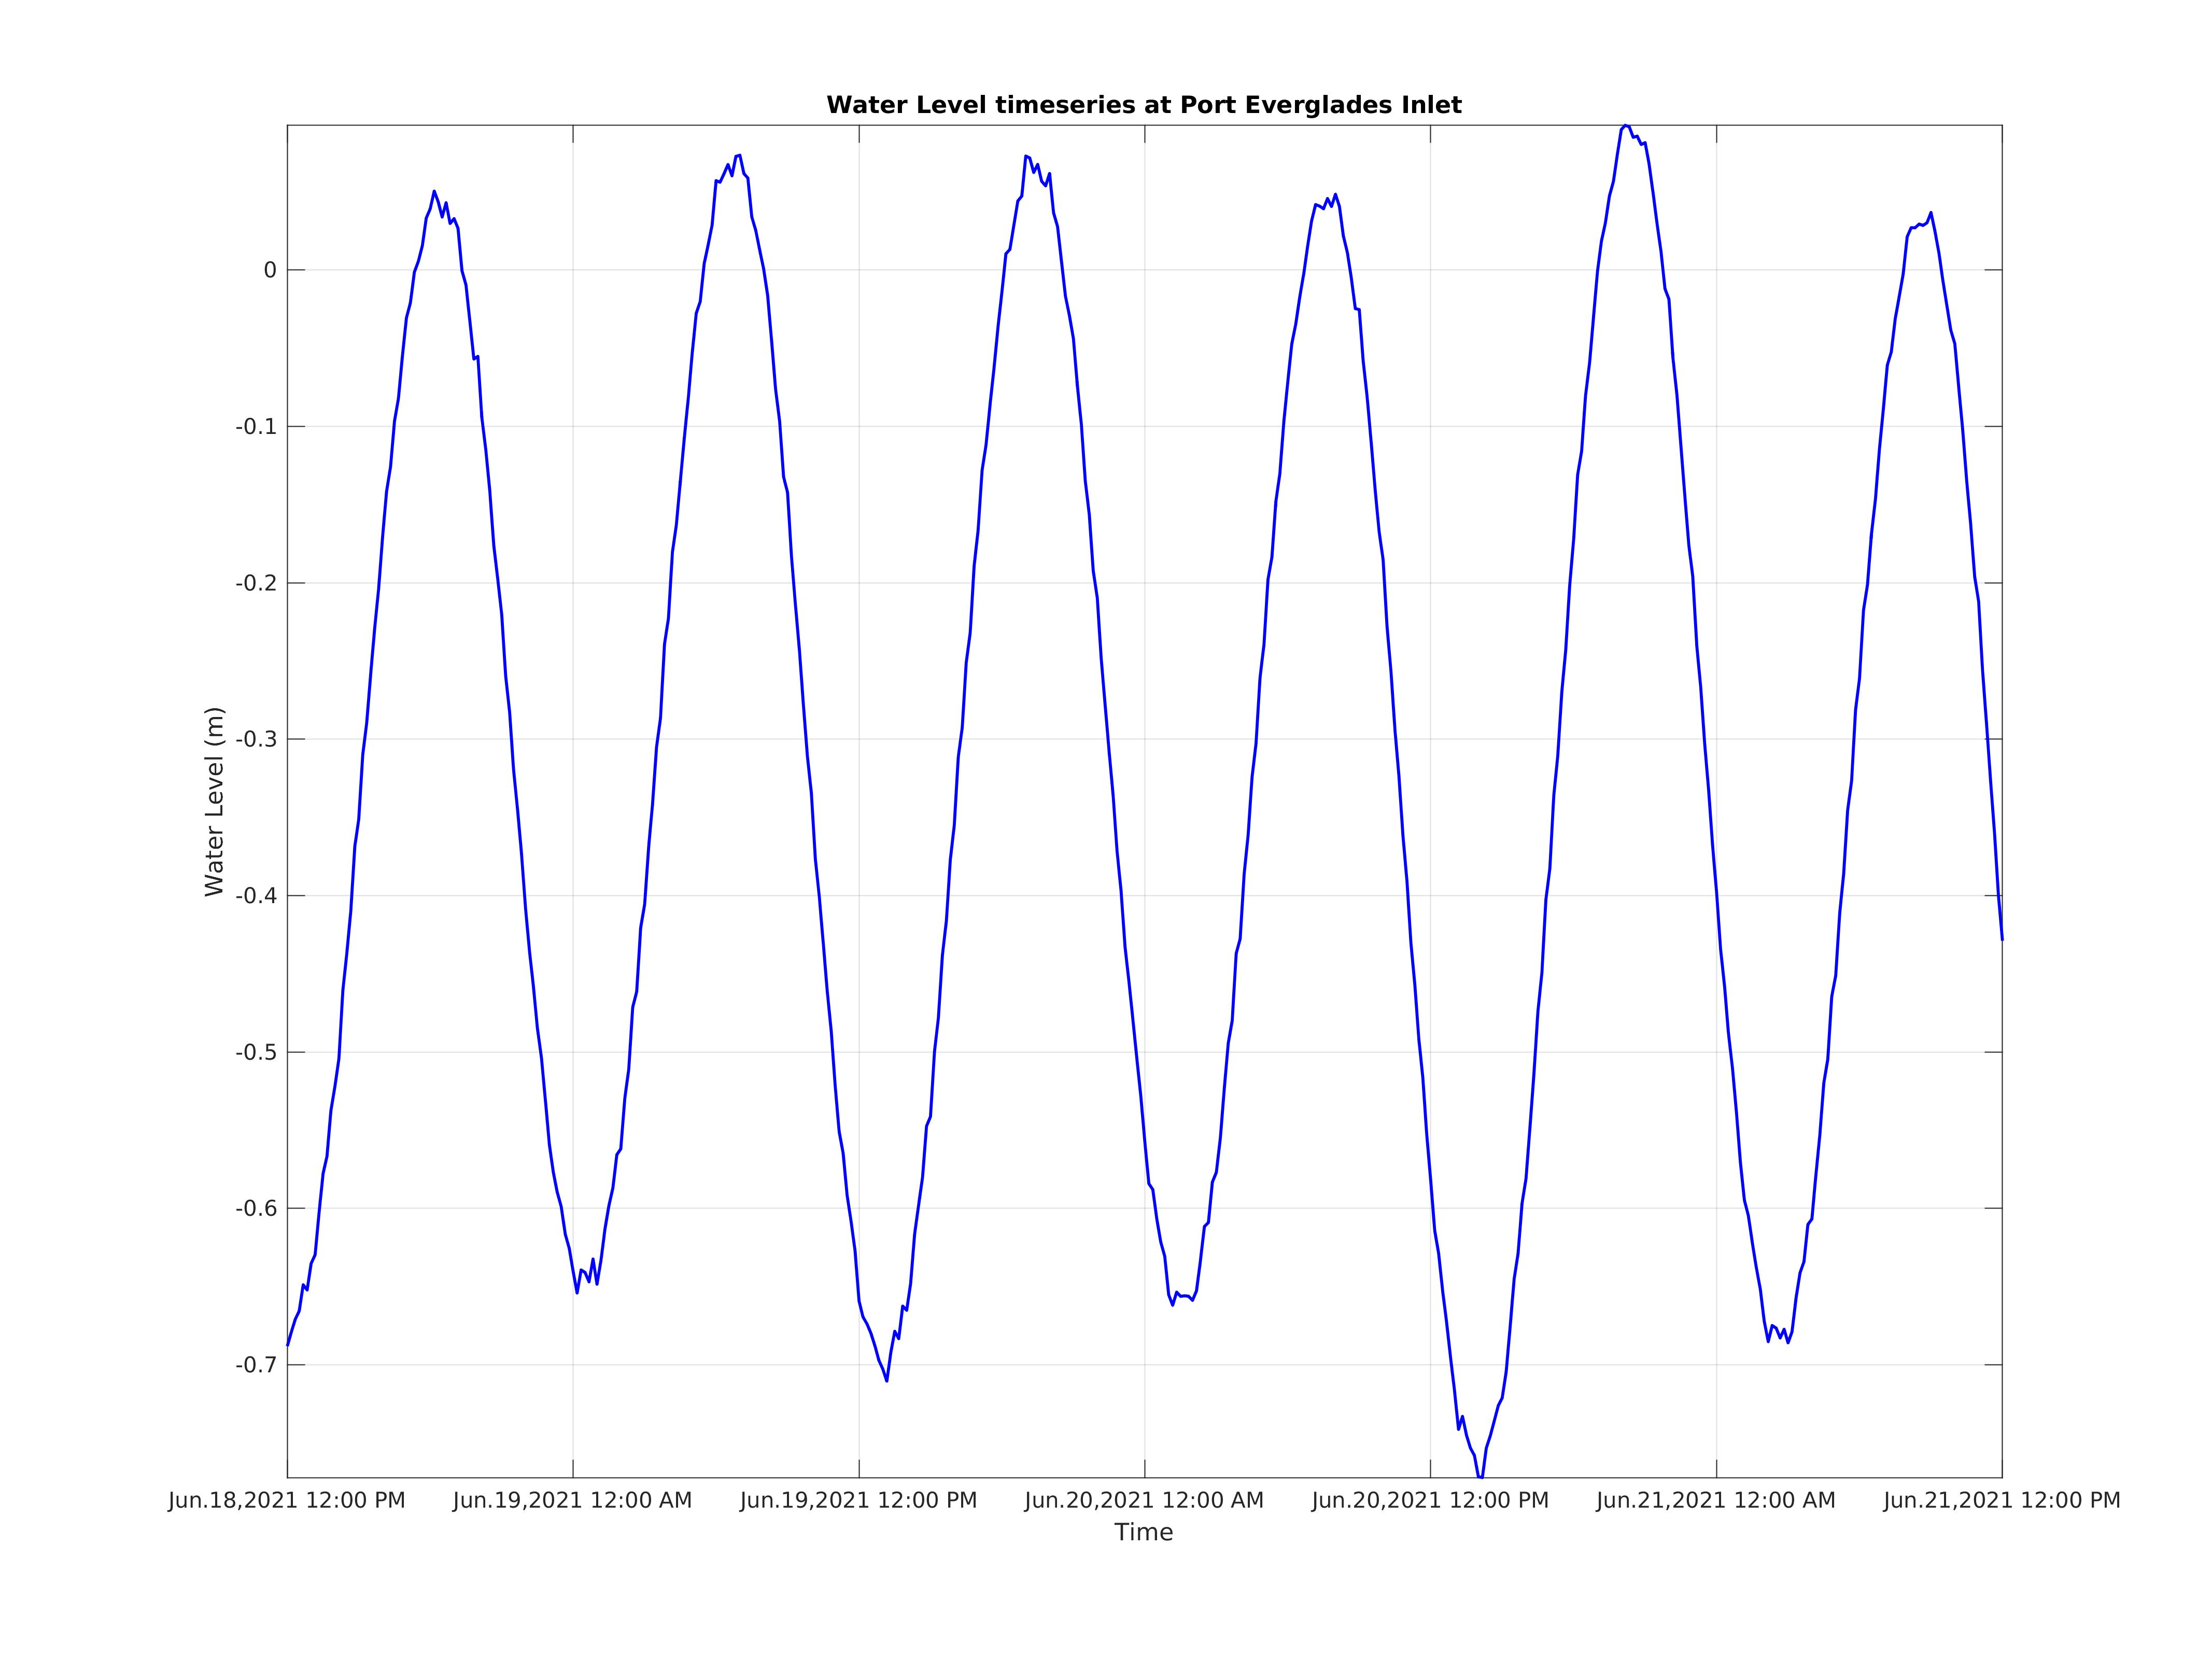 Water Level timeseries at Port Everglades Inlet
0
-0.1
-0.2
-0.3
-0.4
-0.5
-0.6
-0.7
Water Level (m)
Jun.18,2021 12:00 PM Jun.19,2021 12:00 AM Jun.19,2021 12:00 PM Jun.20,2021 12:00 AM Jun.20,2021 12:00 PM Jun.21,2021 12:00 AM Jun.21,2021 12:00 PM
Time